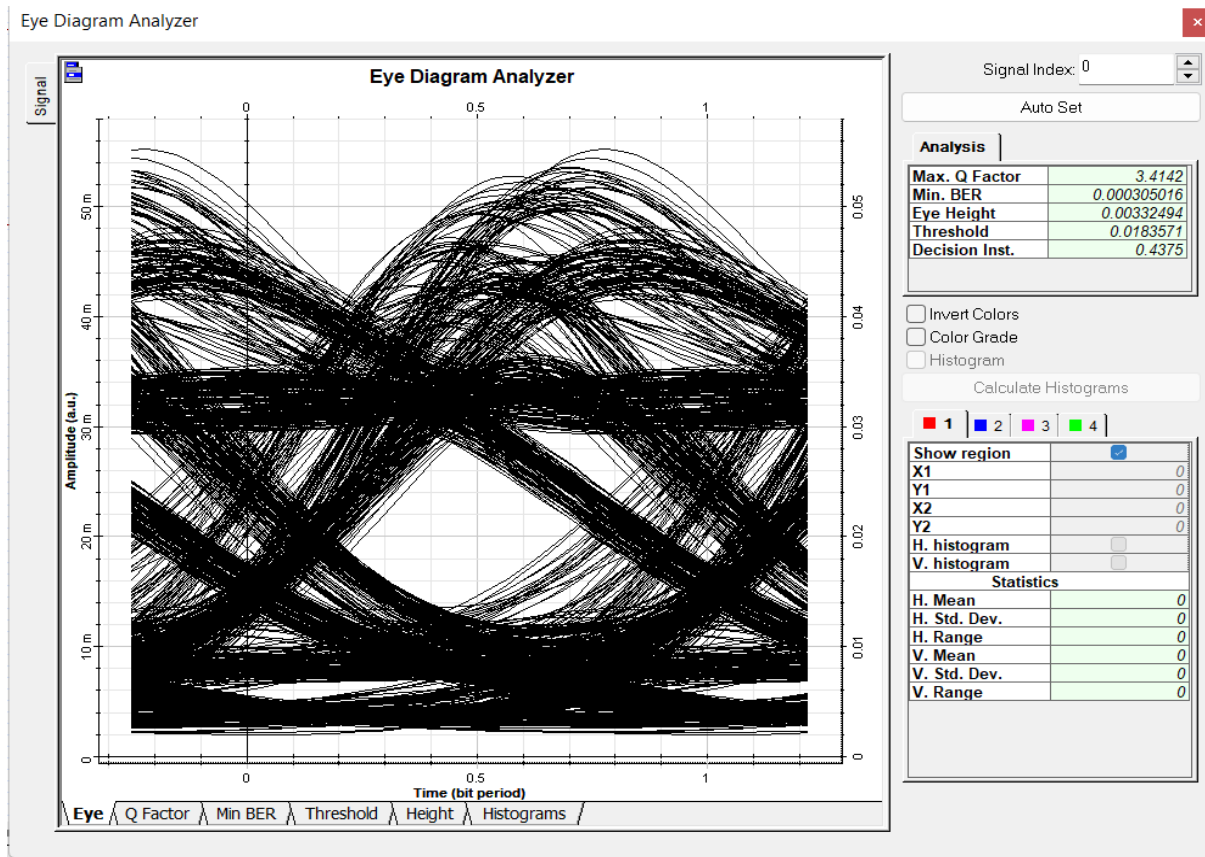 Eye Diagram Analyzer
Signal
Eye Diagram Analyzer
0 0.5 1
50 m
40 m
30 m
20 m
10 m
0
Amplitude (a.u.)
0.05
0.04
0.03
0.02
0.01
0
0 0.5 1
Time (bit period)
Eye Q Factor Min BER Threshold Height Histograms
Signal Index: 0
Auto Set
Analysis
Max. Q Factor 3.4142
Min. BER 0.000305016
Eye Height 0.00332494
Threshold 0.0183571
Decision Inst. 0.4375
Invert Colors
Color Grade
Histogram
Calculate Histograms
1 2 3 4
Show region
X1 0
Y1 0
X2 0
Y2 0
H. histogram
V. histogram
Statistics
H. Mean 0
H. Std. Dev. 0
H. Range 0
V. Mean 0
V. Std. Dev. 0
V. Range 0